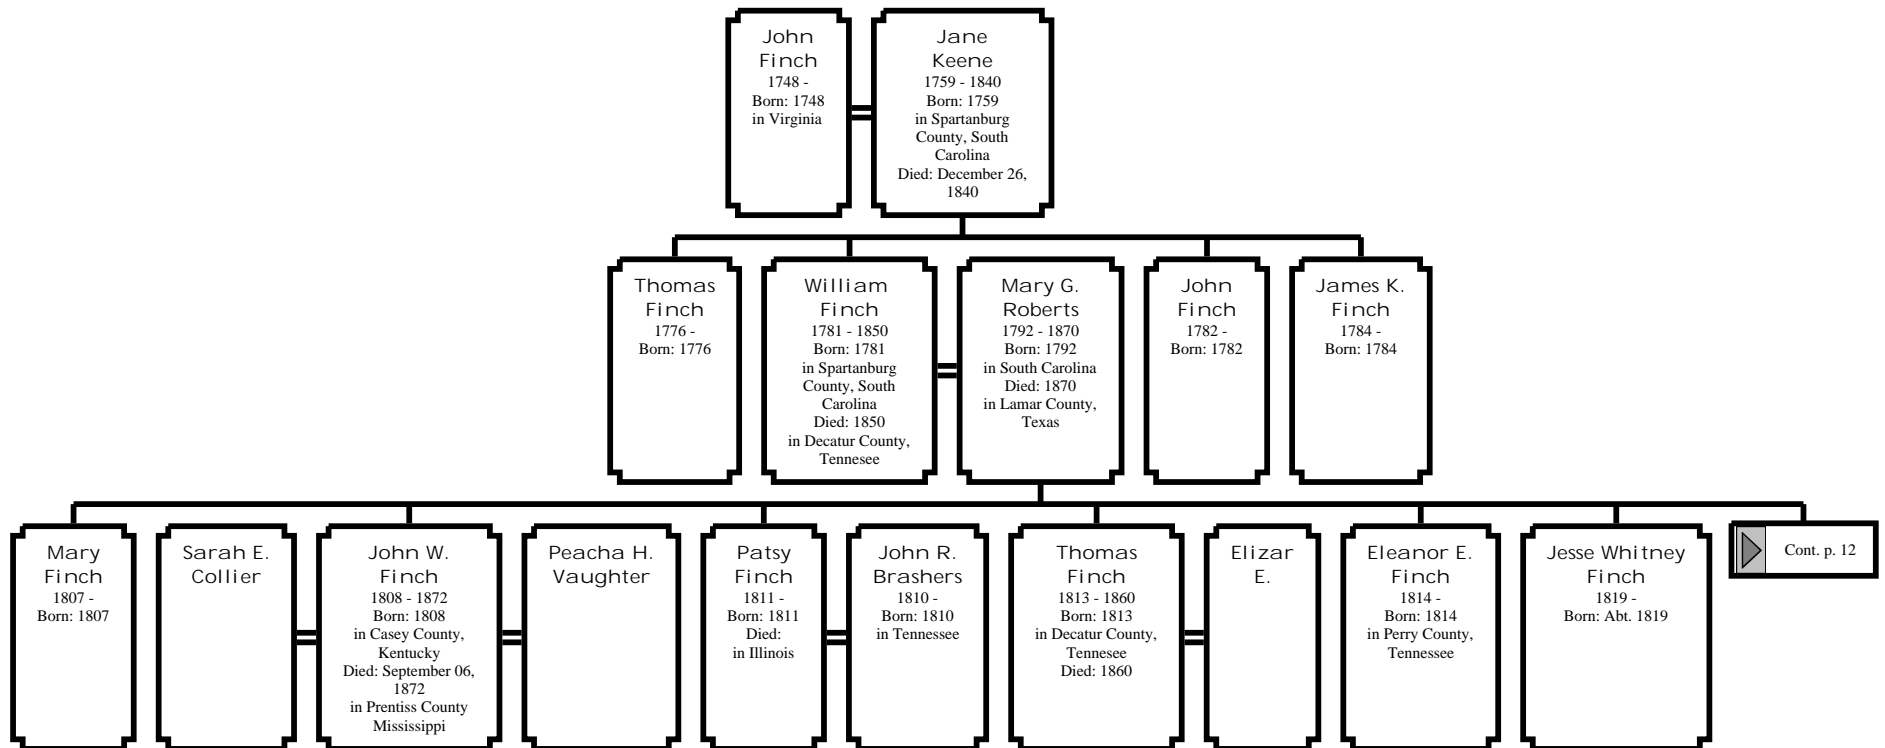 John
Finch
1748 -
Born: 1748
in Virginia
Jane
Keene
1759 - 1840
Born: 1759
in Spartanburg
County, South
Carolina
Died: December 26,
1840
Thomas
Finch
1776 -
Born: 1776
William
Finch
1781 - 1850
Born: 1781
in Spartanburg
County, South
Carolina
Died: 1850
in Decatur County,
Tennesee
Mary G.
Roberts
1792 - 1870
Born: 1792
in South Carolina
Died: 1870
in Lamar County,
Texas
John
Finch
1782 -
Born: 1782
James K.
Finch
1784 -
Born: 1784
Mary
Finch
1807 -
Born: 1807
Sarah E.
Collier
John W.
Finch
1808 - 1872
Born: 1808
in Casey County,
Kentucky
Died: September 06,
1872
in Prentiss County
Mississippi
Peacha H.
Vaughter
Patsy
Finch
1811 -
Born: 1811
Died:
in Illinois
John R.
Brashers
1810 -
Born: 1810
in Tennessee
Thomas
Finch
1813 - 1860
Born: 1813
in Decatur County,
Tennesee
Died: 1860
Elizar
E.
Eleanor E.
Finch
1814 -
Born: 1814
in Perry County,
Tennessee
Jesse Whitney
Finch
1819 -
Born: Abt. 1819
Cont. p. 12